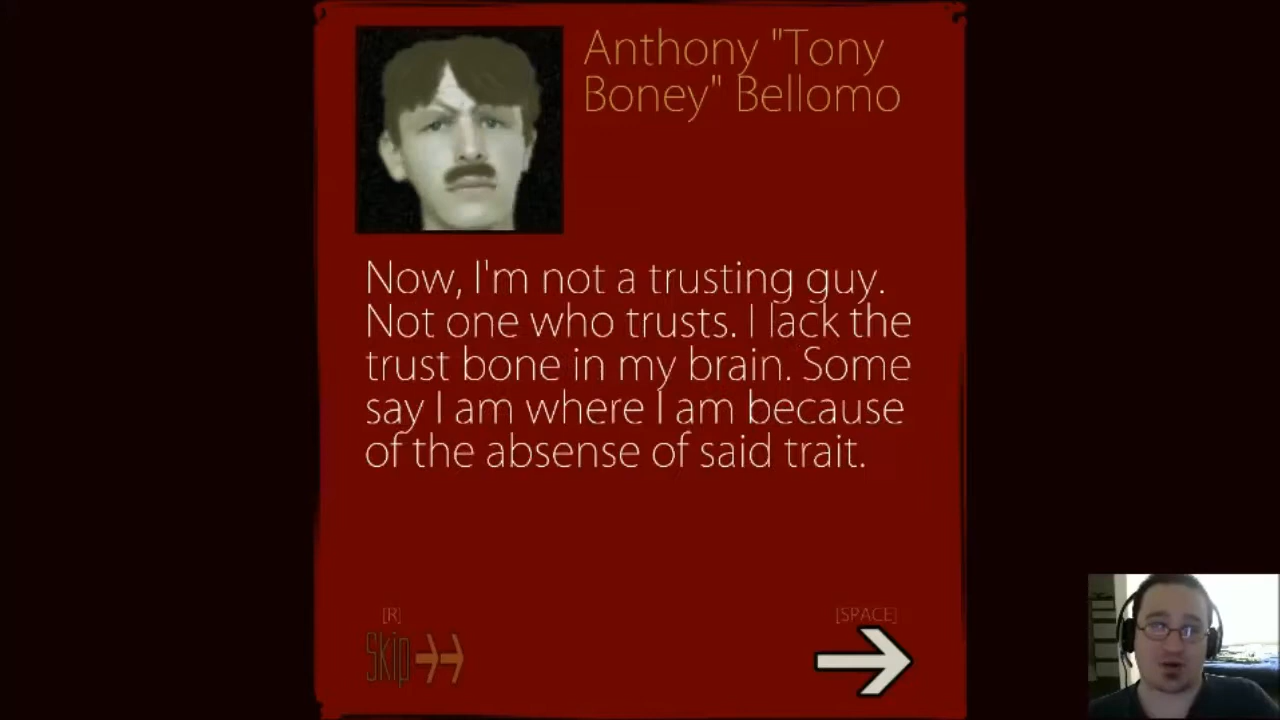 Anthony "Tony
Boney" Bellomo
Now, I'm not a trusting guy.
Not one who trusts. I lack the
trust bone in my brain. Some
say I am where I am because
of the absense of said trait.
[R]
[SPACE]
Skip